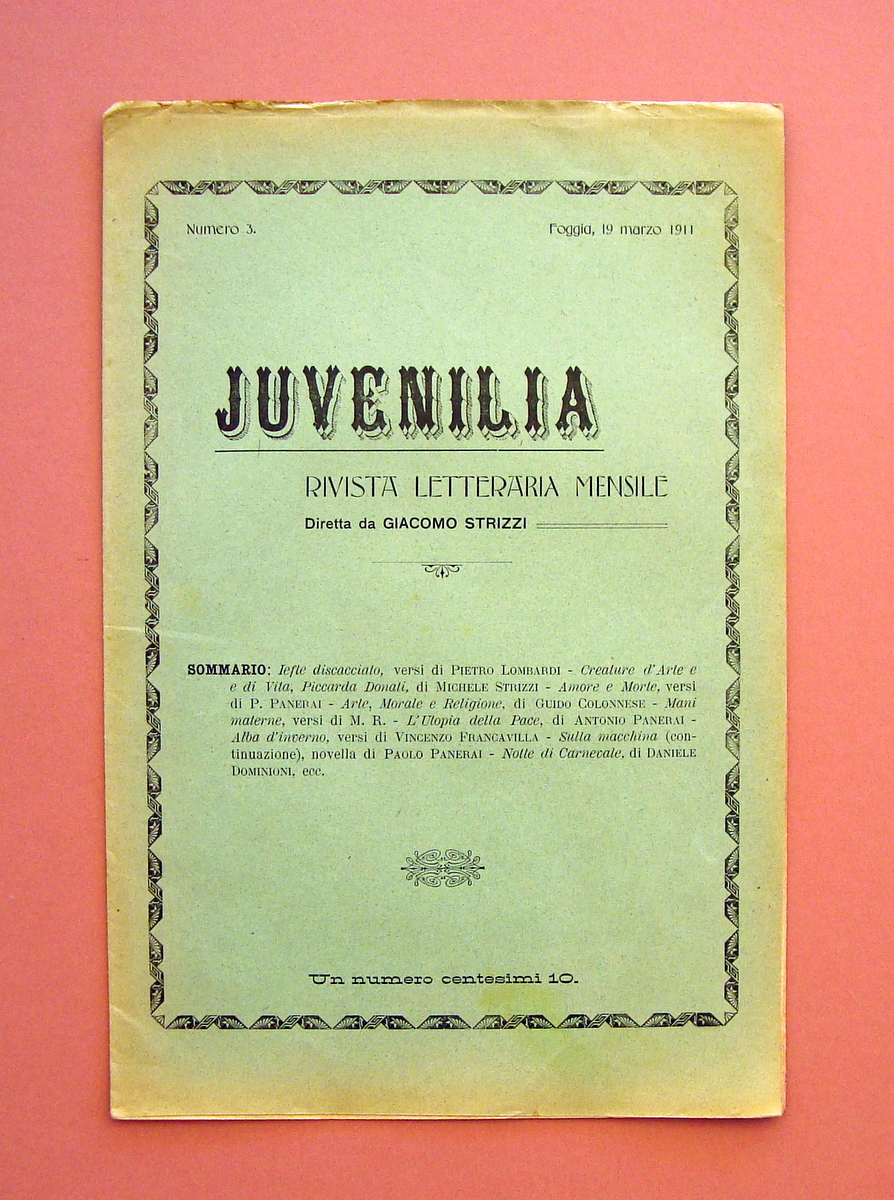 Numero 3.
Foggia, 19 marzo 1911
JUVENILIA
RIVISTA LETTERARIA MENSILE
Diretta da GIACOMO STRIZZI
SOMMARIO: Iefte discacciato, versi di PIETRO LOMBARDI - Creature d'Arte e
e di Vita, Piccarda Donati, di MICHELE STRIZZI - Amore e Morte, versi
di P. PANERAI - Arte, Morale e Religione, di GUIDO COLONNESE - Mani
materne, versi di M. R. - L'Utopia della Pace, di ANTONIO PANERAI -
Alba d'inverno, versi di VINCENZO FRANCAVILLA - Sulla macchina (con-
tinuazione), novella di PAOLO PANERAI - Notte di Carnevale, di DANIELE
DOMINIONI, ecc.
Un numero centesimi 10.